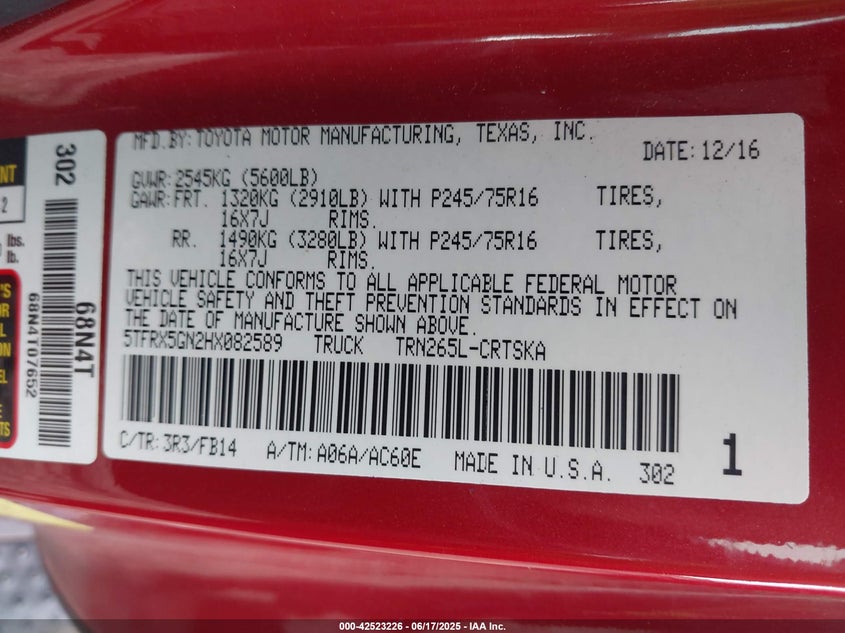 MFD.BY: TOYOTA MOTOR MANUFACTURING, TEXAS, INC.
DATE: 12/16
GVWR: 2545KG (5600LB)
GAWR: FRT. 1320KG (2910LB) WITH P245/75R16 TIRES,
16X7J RIMS.
RR. 1490KG (3280LB) WITH P245/75R16 TIRES,
16X7J RIMS.
THIS VEHICLE CONFORMS TO ALL APPLICABLE FEDERAL MOTOR
VEHICLE SAFETY AND THEFT PREVENTION STANDARDS IN EFFECT ON
THE DATE OF MANUFACTURE SHOWN ABOVE.
5TFRX5GN2HX082589 TRUCK TRN265L-CRTSKA
C/TR: 3R3/FB14 A/TM: A06A/AC60E MADE IN U.S.A. 302 1
302
68N4T
68N4T07652
2
lbs.
lb.
000-42523226 - 06/17/2025 - IAA Inc.